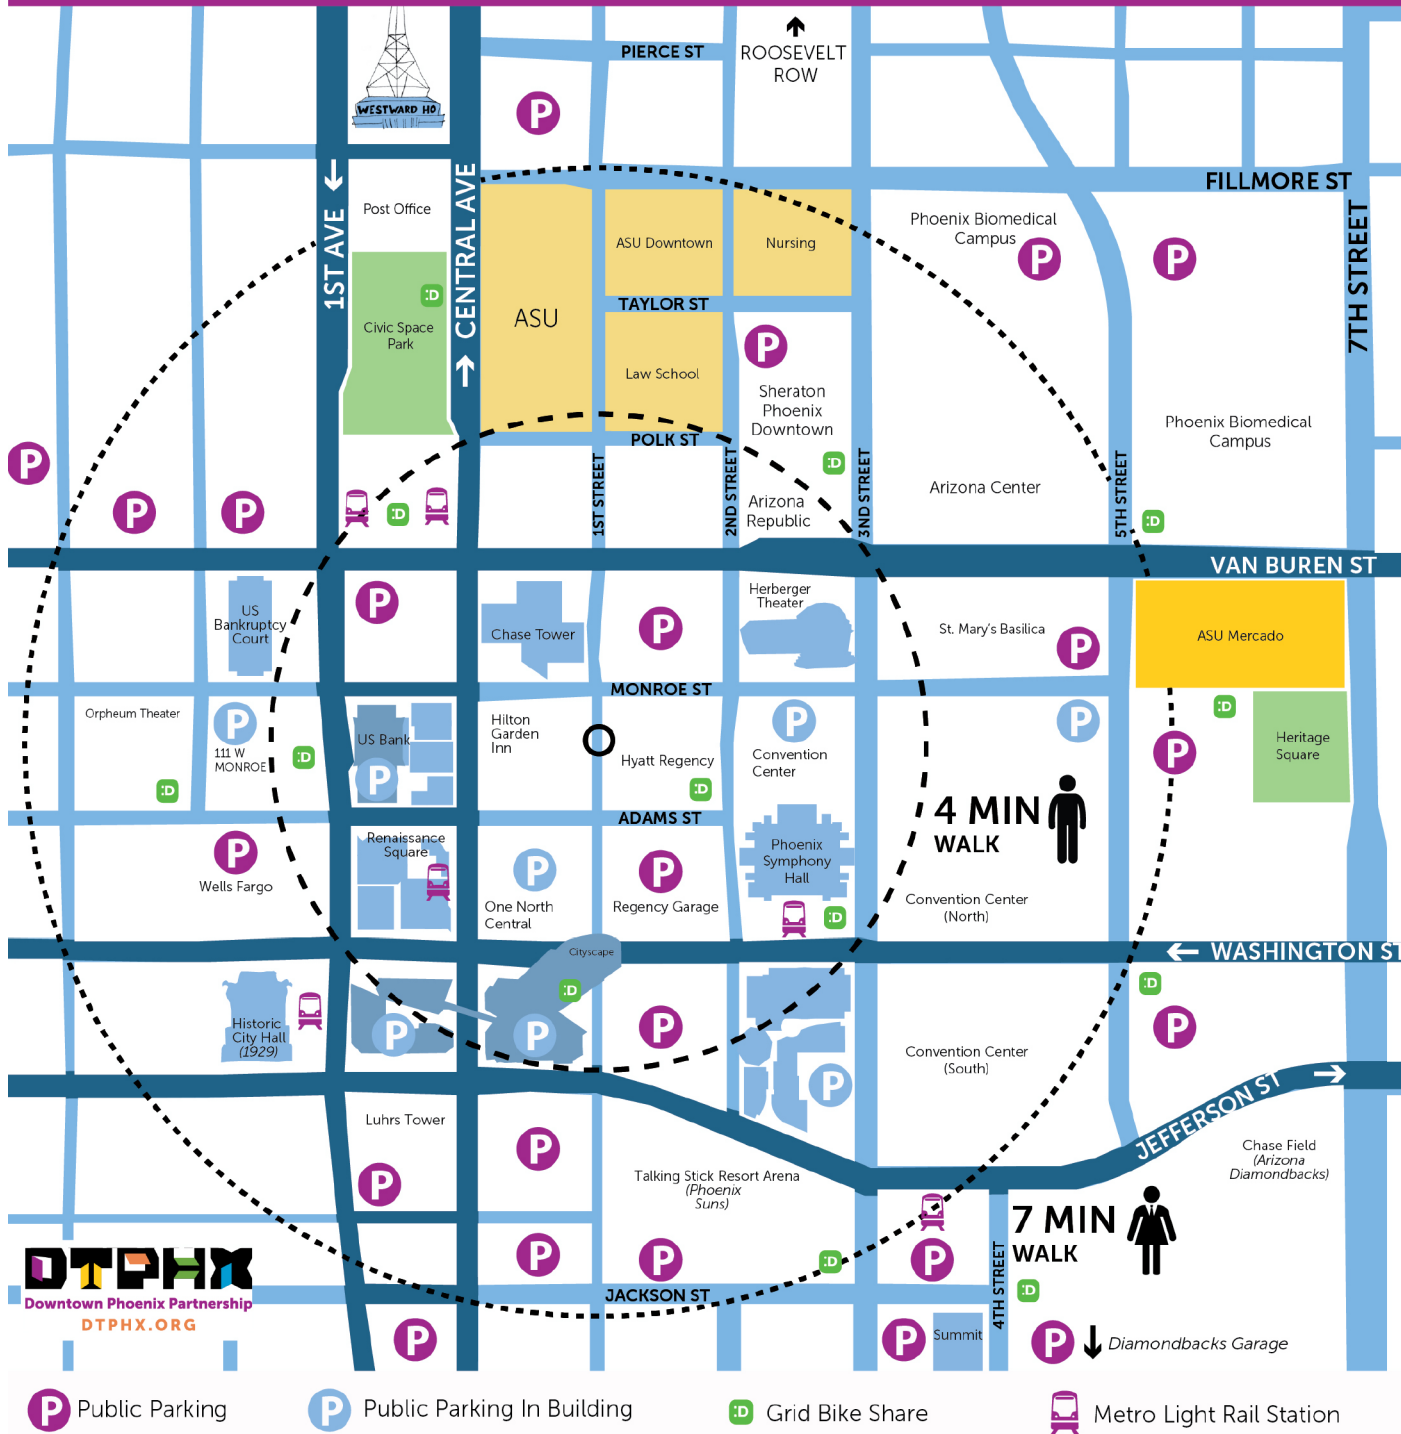 PIERCE ST
ROOSEVELT
ROW
WESTWARD HO
P
FILLMORE ST
1ST AVE
CENTRAL AVE
7TH STREET
Post Office
ASU Downtown
Nursing
Phoenix Biomedical
Campus
P
P
:D
TAYLOR ST
ASU
Civic Space
Park
P
Law School
Sheraton
Phoenix
Downtown
Phoenix Biomedical
Campus
POLK ST
P
:D
1ST STREET
2ND STREET
3ND STREET
5TH STREET
Arizona Center
Arizona
Republic
P
P
:D
:D
VAN BUREN ST
US
Bankruptcy
Court
P
Chase Tower
P
Herberger
Theater
St. Mary's Basilica
P
ASU Mercado
MONROE ST
Orpheum Theater
P
111 W
MONROE
:D
:D
US Bank
P
Hilton
Garden
Inn
Hyatt Regency
:D
P
Convention
Center
P
:D
P
Heritage
Square
ADAMS ST
4 MIN
WALK
P
Wells Fargo
Renaissance
Square
P
One North
Central
P
Regency Garage
Phoenix
Symphony
Hall
:D
Convention Center
(North)
WASHINGTON ST
Cityscape
:D
Historic
City Hall
(1929)
P
P
P
P
Convention Center
(South)
:D
P
JEFFERSON ST
Luhrs Tower
P
P
Talking Stick Resort Arena
(Phoenix
Suns)
Chase Field
(Arizona
Diamondbacks)
7 MIN
WALK
P
P
:D
P
4TH STREET
:D
JACKSON ST
DTPHX
Downtown Phoenix Partnership
DTPHX.ORG
P
P
Summit
P
Diamondbacks Garage
P Public Parking
P Public Parking In Building
:D Grid Bike Share
Metro Light Rail Station